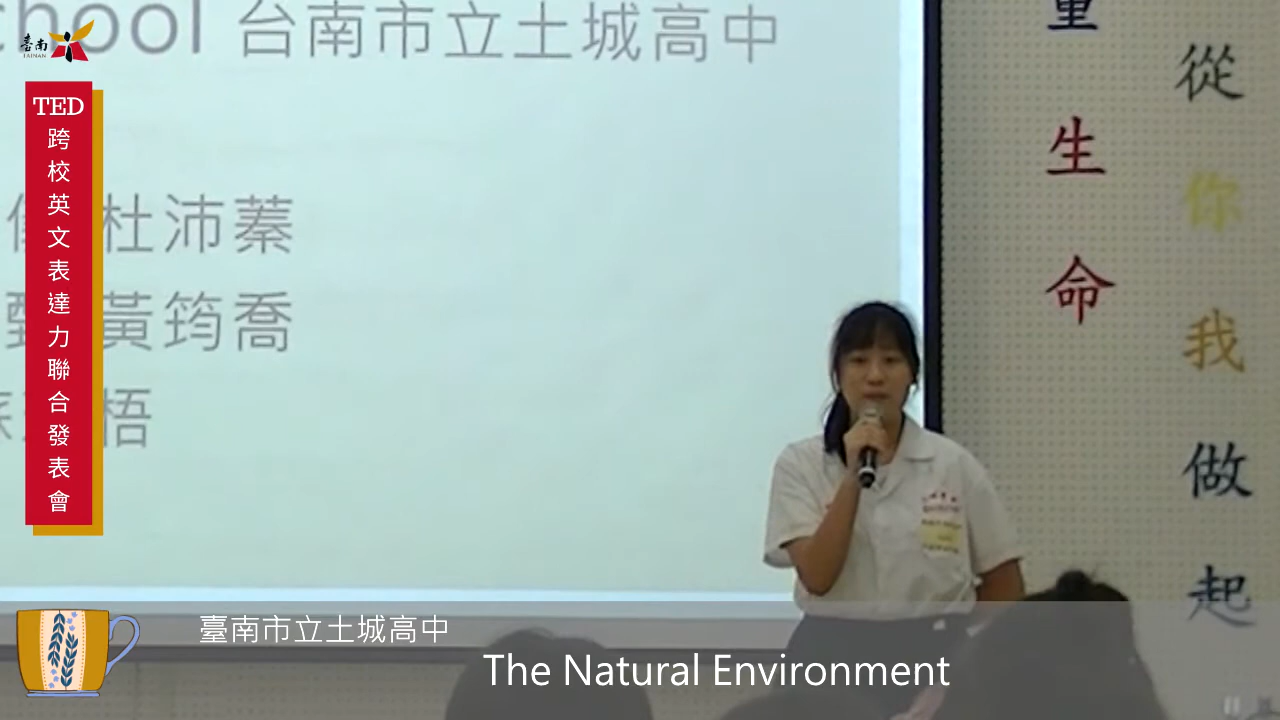 chool 台南市立土城高中
杜沛蓁
黃筠喬
梧
臺南
TAINAN
TED
跨校英文表達力聯合發表會
重生命
從你我做起
臺南市立土城高中
The Natural Environment